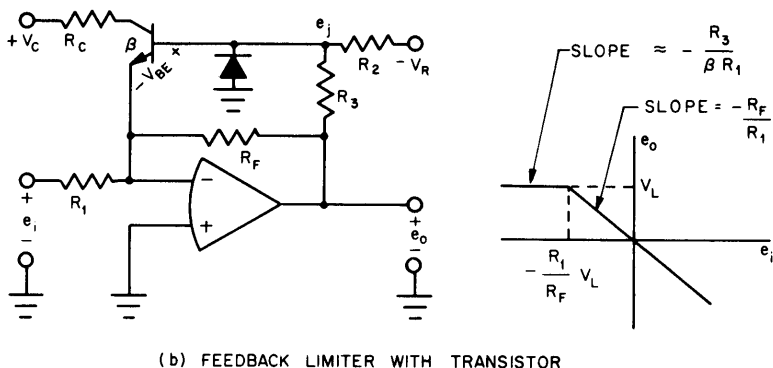 + V_C
R_C
β
- V_BE +
e_j
R_2
- V_R
R_3
R_F
R_1
+
e_i
-
-
+
+
e_o
-
SLOPE ≈ - R_3 / β R_1
SLOPE = -R_F / R_1
e_o
V_L
e_i
- R_1 / R_F V_L
(b) FEEDBACK LIMITER WITH TRANSISTOR